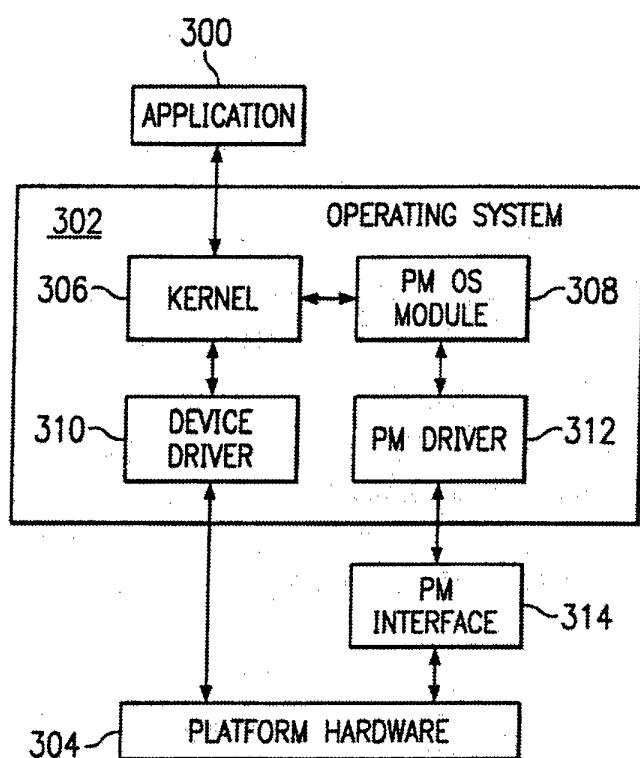 300
APPLICATION
302
OPERATING SYSTEM
306
KERNEL
PM OS
MODULE
308
310
DEVICE
DRIVER
PM DRIVER
312
PM
INTERFACE
314
304
PLATFORM HARDWARE